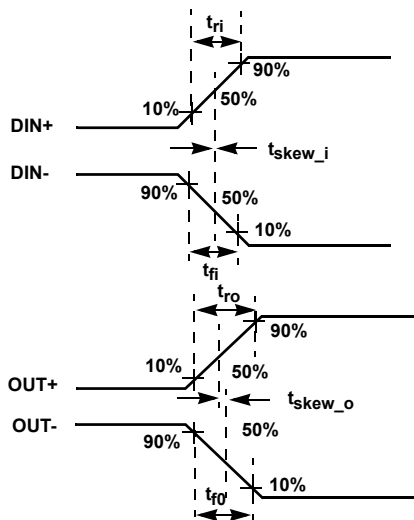 tri
90%
10%
50%
DIN+
tskew_i
DIN-
50%
90%
10%
tfi
tro
90%
10%
50%
OUT+
tskew_o
OUT-
50%
90%
10%
tf0